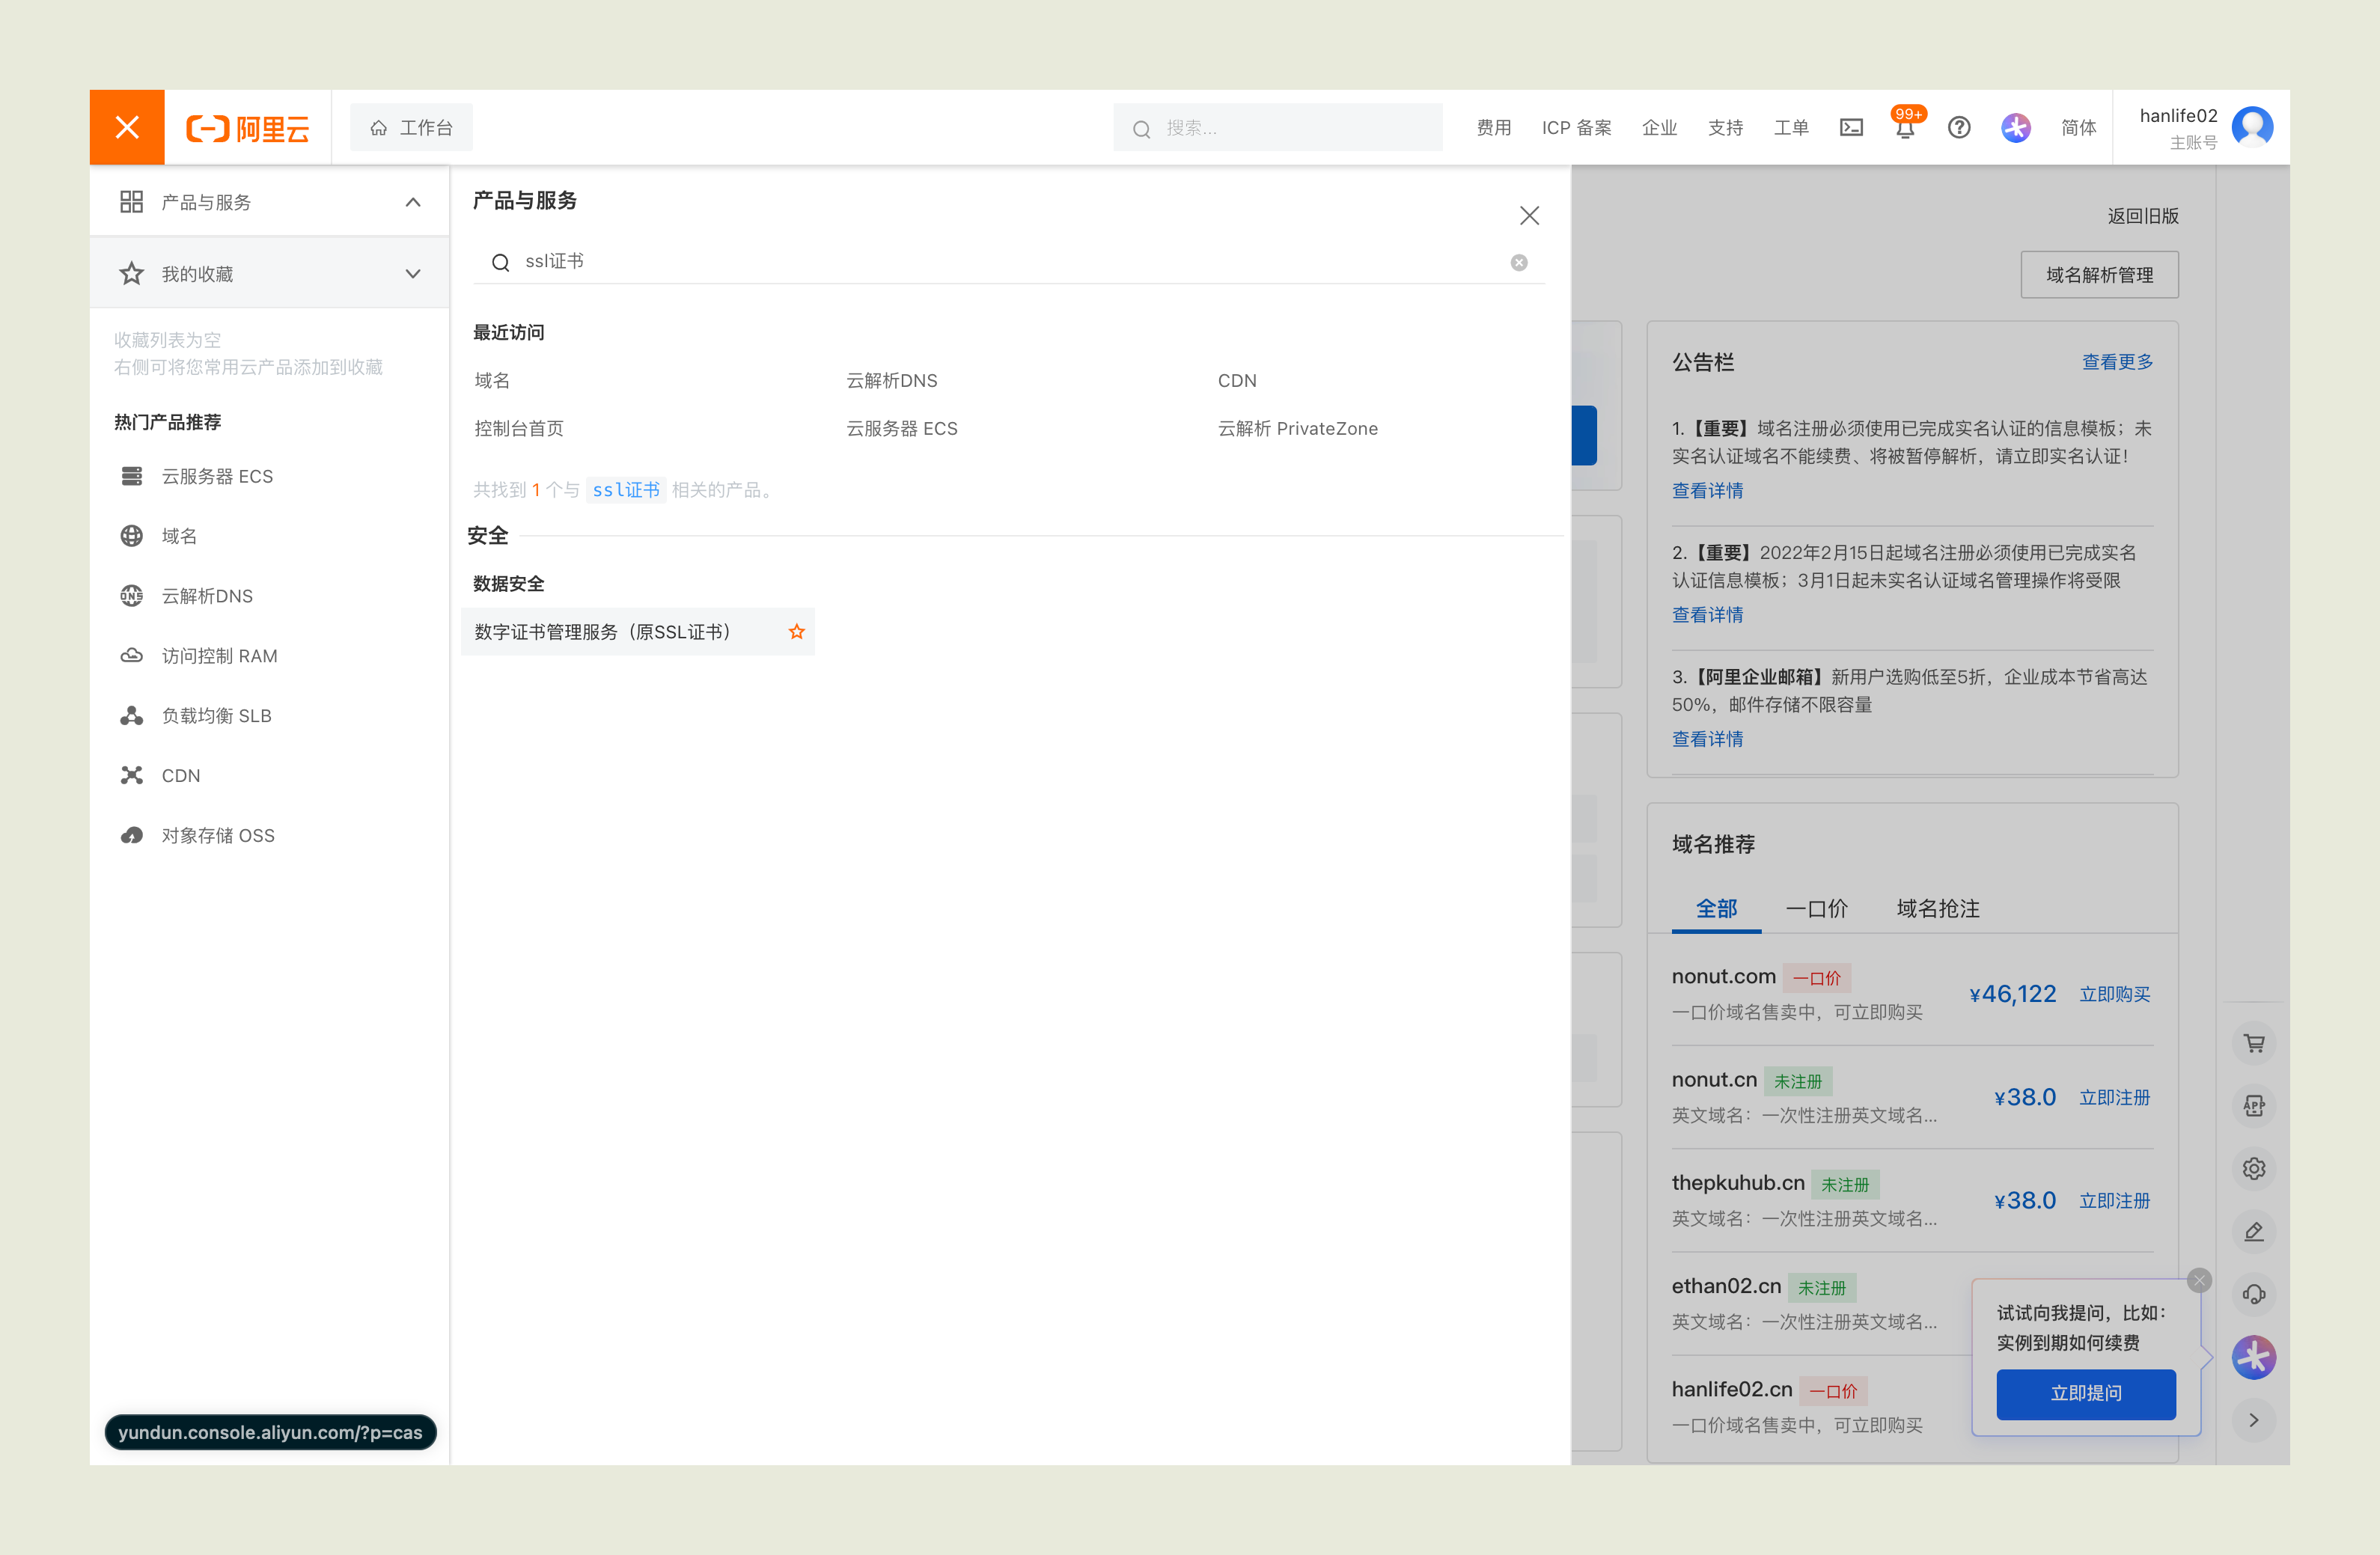 阿里云
工作台
搜索...
费用
ICP 备案
企业
支持
工单
99+
简体
hanlife02
主账号
产品与服务
我的收藏
收藏列表为空
右侧可将您常用云产品添加到收藏
热门产品推荐
云服务器 ECS
域名
云解析DNS
访问控制 RAM
负载均衡 SLB
CDN
对象存储 OSS
yundun.console.aliyun.com/?p=cas
产品与服务
ssl证书
最近访问
域名
云解析DNS
CDN
控制台首页
云服务器 ECS
云解析 PrivateZone
共找到 1 个与 ssl证书 相关的产品。
安全
数据安全
数字证书管理服务（原SSL证书）
返回旧版
域名解析管理
公告栏
查看更多
1.【重要】域名注册必须使用已完成实名认证的信息模板；未
实名认证域名不能续费、将被暂停解析，请立即实名认证！
查看详情
2.【重要】2022年2月15日起域名注册必须使用已完成实名
认证信息模板；3月1日起未实名认证域名管理操作将受限
查看详情
3.【阿里企业邮箱】新用户选购低至5折，企业成本节省高达
50%，邮件存储不限容量
查看详情
域名推荐
全部
一口价
域名抢注
nonut.com 一口价
一口价域名售卖中，可立即购买
¥46,122 立即购买
nonut.cn 未注册
英文域名：一次性注册英文域名...
¥38.0 立即注册
thepkuhub.cn 未注册
英文域名：一次性注册英文域名...
¥38.0 立即注册
ethan02.cn 未注册
英文域名：一次性注册英文域名...
hanlife02.cn 一口价
一口价域名售卖中，可立即购买
试试向我提问，比如：
实例到期如何续费
立即提问
APP